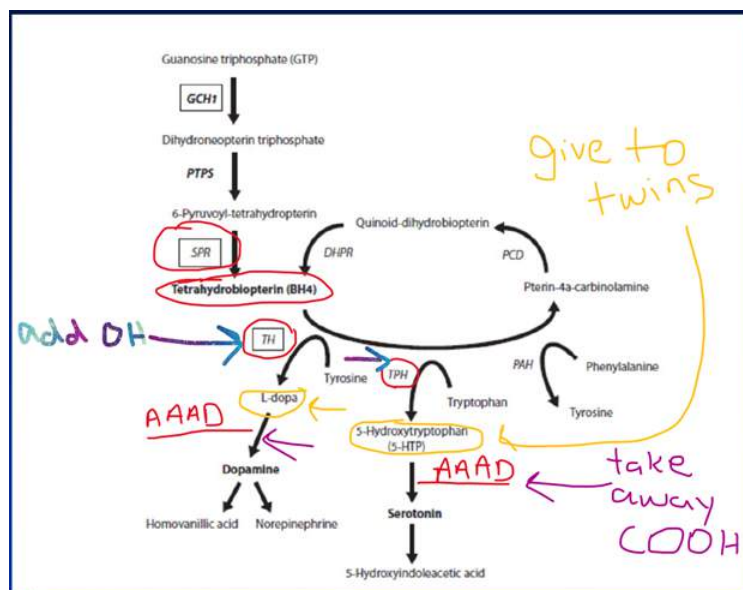 Guanosine triphosphate (GTP)
GCH1
Dihydroneopterin triphosphate
PTPS
6-Pyruvoyl-tetrahydropterin
SPR
Tetrahydrobiopterin (BH4)
Quinoid-dihydrobiopterin
DHPR
PCD
Pterin-4a-carbinolamine
give to
twins
add OH
TH
Tyrosine
TPH
Tryptophan
PAH
Phenylalanine
Tyrosine
L-dopa
AAAD
5-Hydroxytryptophan
(5-HTP)
Dopamine
AAAD
take
away
COOH
Homovanillic acid
Norepinephrine
Serotonin
5-Hydroxyindoleacetic acid